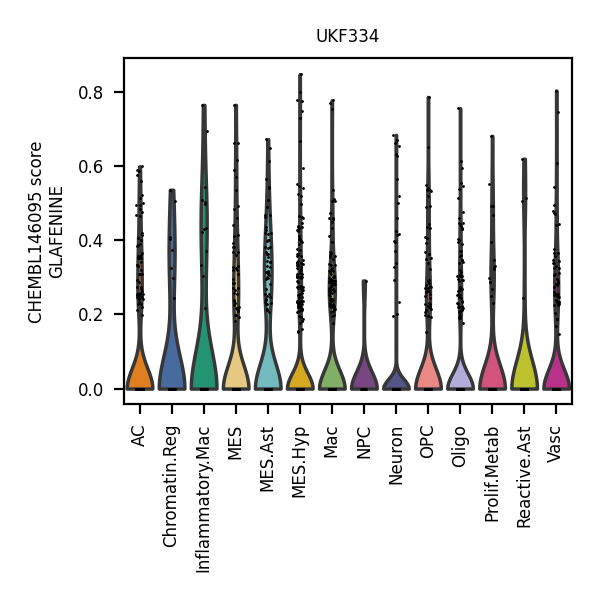 UKF334
CHEMBL146095 score
GLAFENINE
0.8
0.6
0.4
0.2
0.0
AC
Chromatin.Reg
Inflammatory.Mac
MES
MES.Ast
MES.Hyp
Mac
NPC
Neuron
OPC
Oligo
Prolif.Metab
Reactive.Ast
Vasc